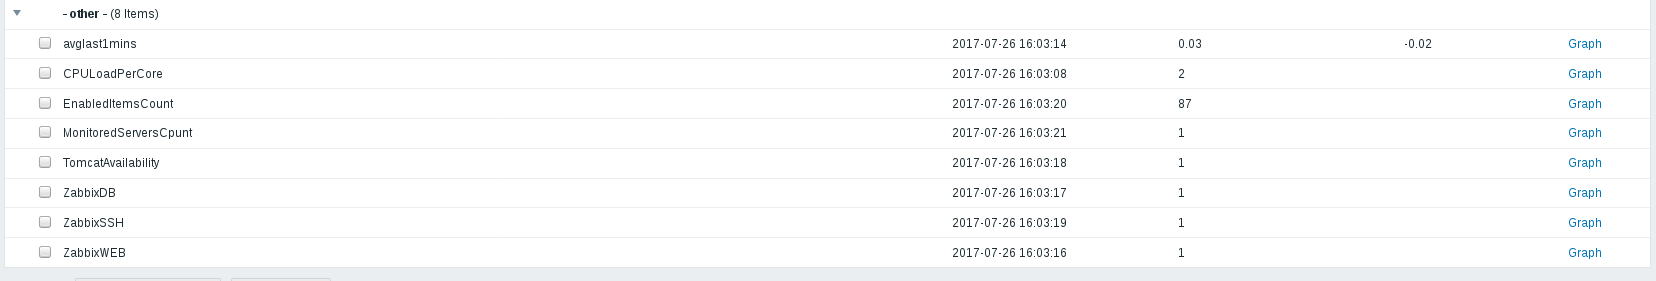 - other - (8 Items)
avglast1mins 2017-07-26 16:03:14 0.03 -0.02 Graph
CPULoadPerCore 2017-07-26 16:03:08 2 Graph
EnabledItemsCount 2017-07-26 16:03:20 87 Graph
MonitoredServersCpunt 2017-07-26 16:03:21 1 Graph
TomcatAvailability 2017-07-26 16:03:18 1 Graph
ZabbixDB 2017-07-26 16:03:17 1 Graph
ZabbixSSH 2017-07-26 16:03:19 1 Graph
ZabbixWEB 2017-07-26 16:03:16 1 Graph